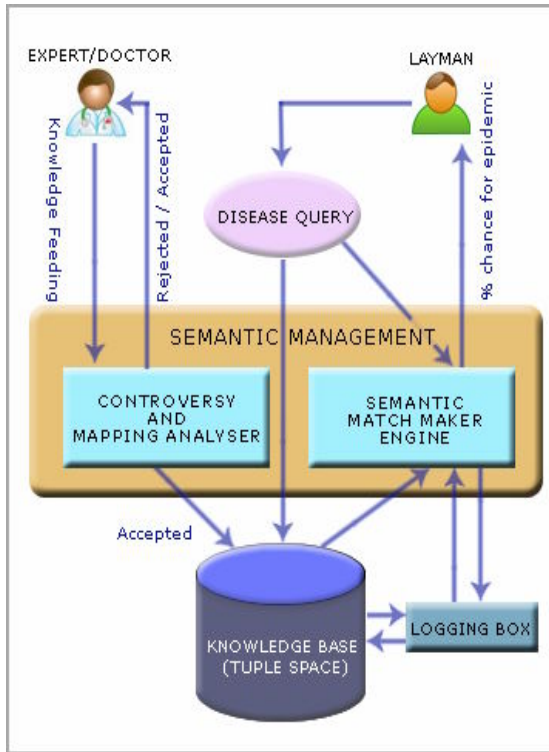 EXPERT/DOCTOR
LAYMAN
Knowledge Feeding
Rejected / Accepted
% chance for epidemic
DISEASE QUERY
SEMANTIC MANAGEMENT
CONTROVERSY
AND
MAPPING ANALYSER
SEMANTIC
MATCH MAKER
ENGINE
Accepted
KNOWLEDGE BASE
(TUPLE SPACE)
LOGGING BOX